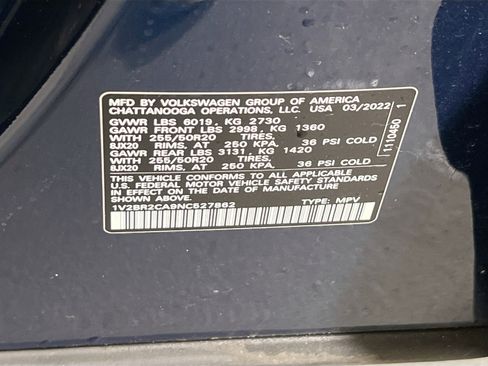 MFD BY VOLKSWAGEN GROUP OF AMERICA
CHATTANOOGA OPERATIONS, LLC. USA 03/2022
GVWR LBS 6019, KG 2730
GAWR FRONT LBS 2998, KG 1360
WITH 255/50R20 TIRES,
8JX20 RIMS, AT 250 KPA, 36 PSI COLD
GAWR REAR LBS 3131, KG 1420
WITH 255/50R20 TIRES,
8JX20 RIMS, AT 250 KPA, 36 PSI COLD
THIS VEHICLE CONFORMS TO ALL APPLICABLE
U.S. FEDERAL MOTOR VEHICLE SAFETY STANDARDS
IN EFFECT ON THE DATE OF MANUFACTURE
SHOWN ABOVE.
1V2BR2CA9NC527862 TYPE: MPV
1110450 1